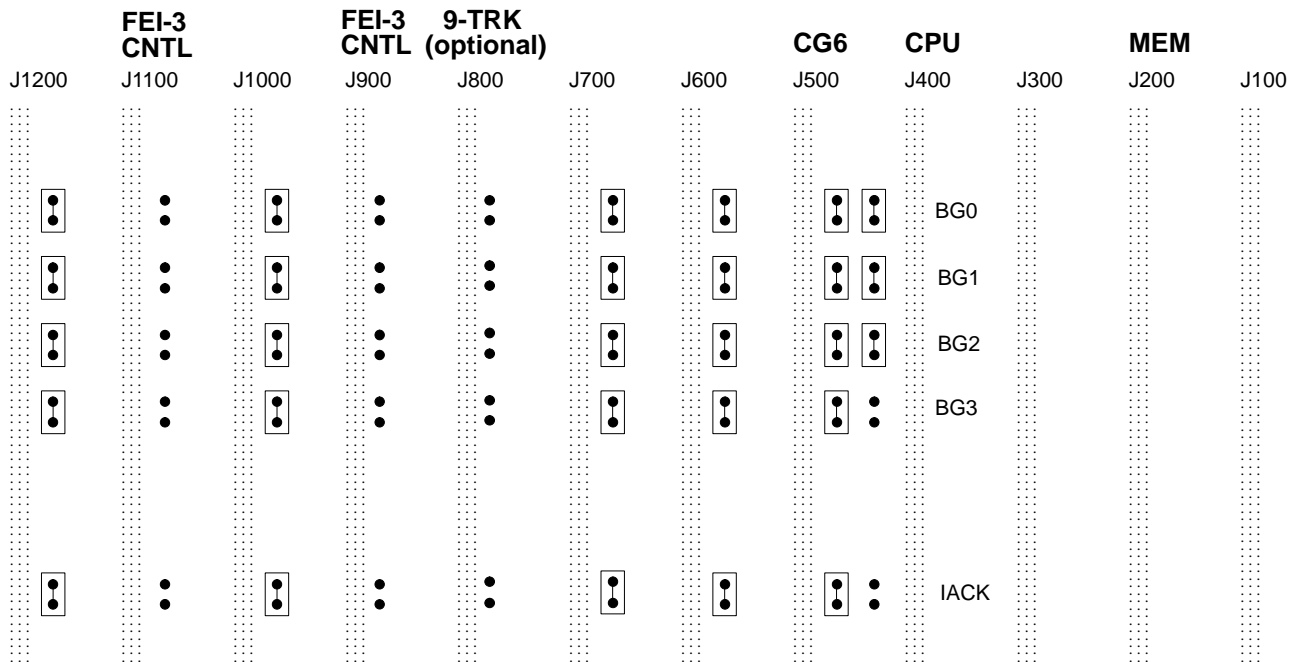 FEI-3 CNTL FEI-3 CNTL 9-TRK (optional) CG6 CPU MEM
J1200 J1100 J1000 J900 J800 J700 J600 J500 J400 J300 J200 J100
BG0
BG1
BG2
BG3
IACK